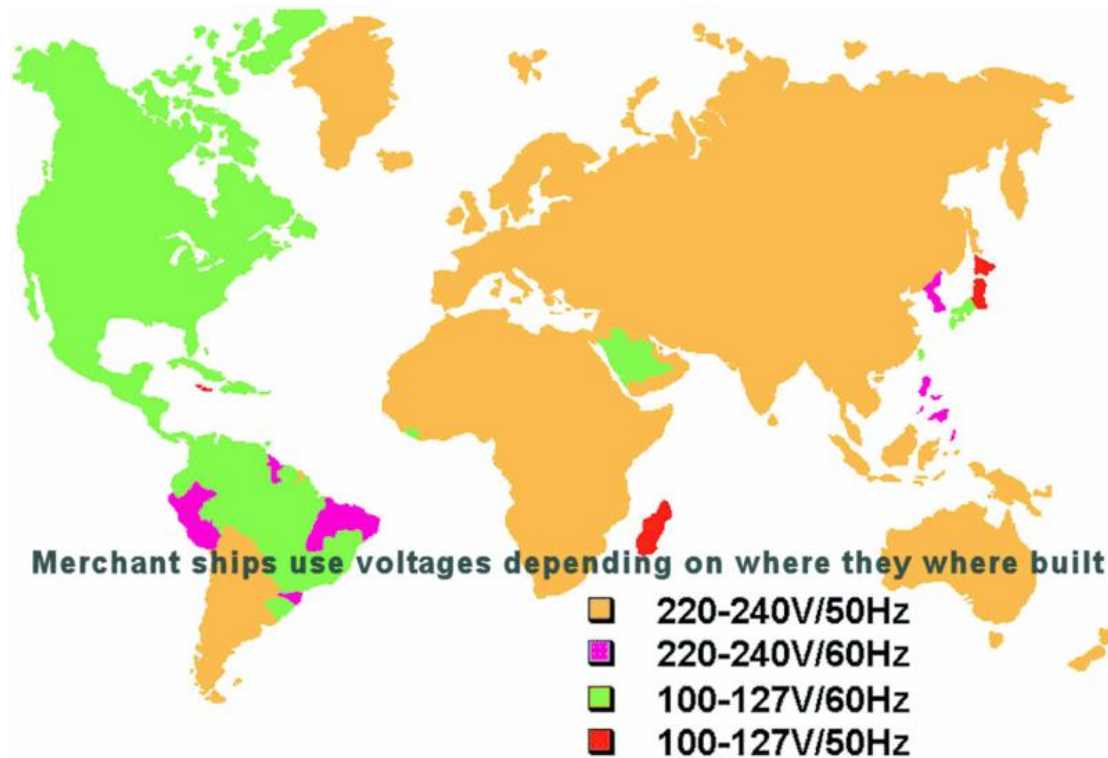 Merchant ships use voltages depending on where they where built
220-240V/50Hz
220-240V/60Hz
100-127V/60Hz
100-127V/50Hz